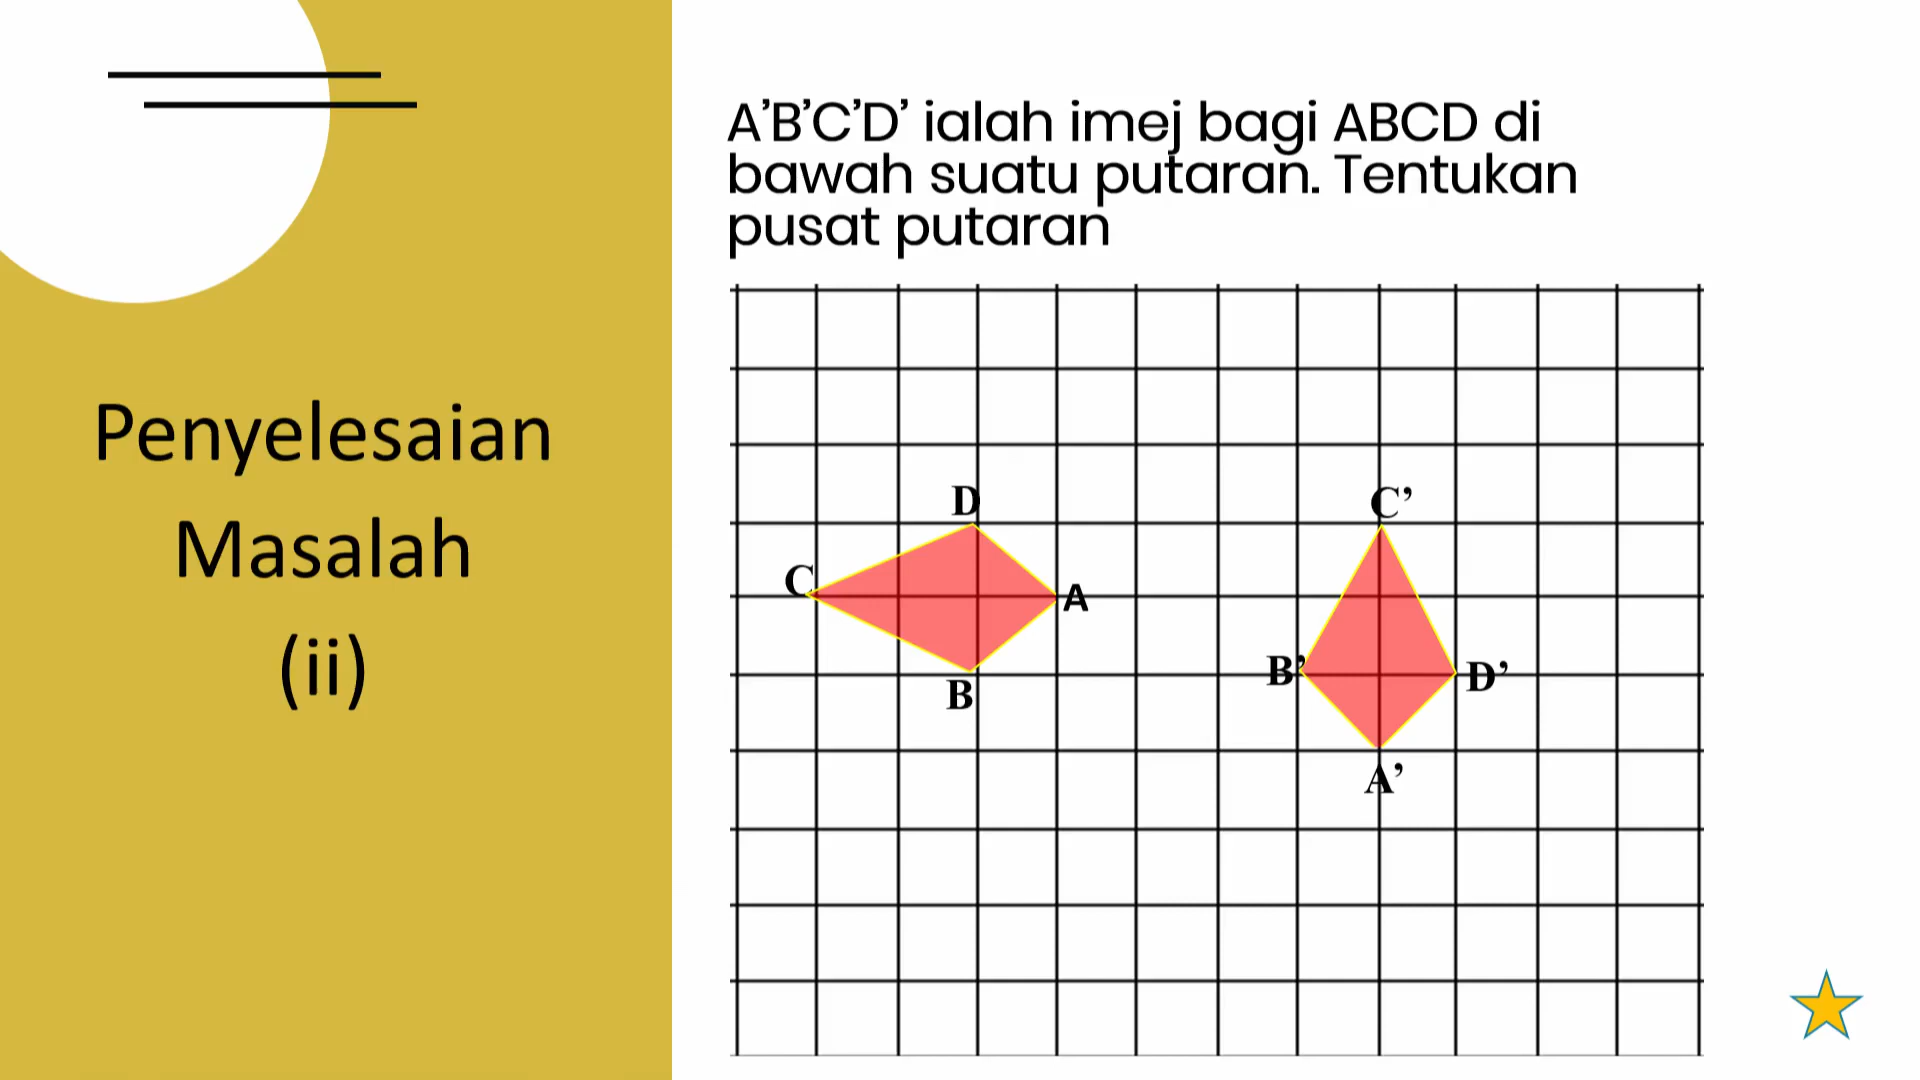 A’B’C’D’ ialah imej bagi ABCD di
bawah suatu putaran. Tentukan
pusat putaran
Penyelesaian
Masalah
(ii)
D
C
A
B
C’
B’
D’
A’